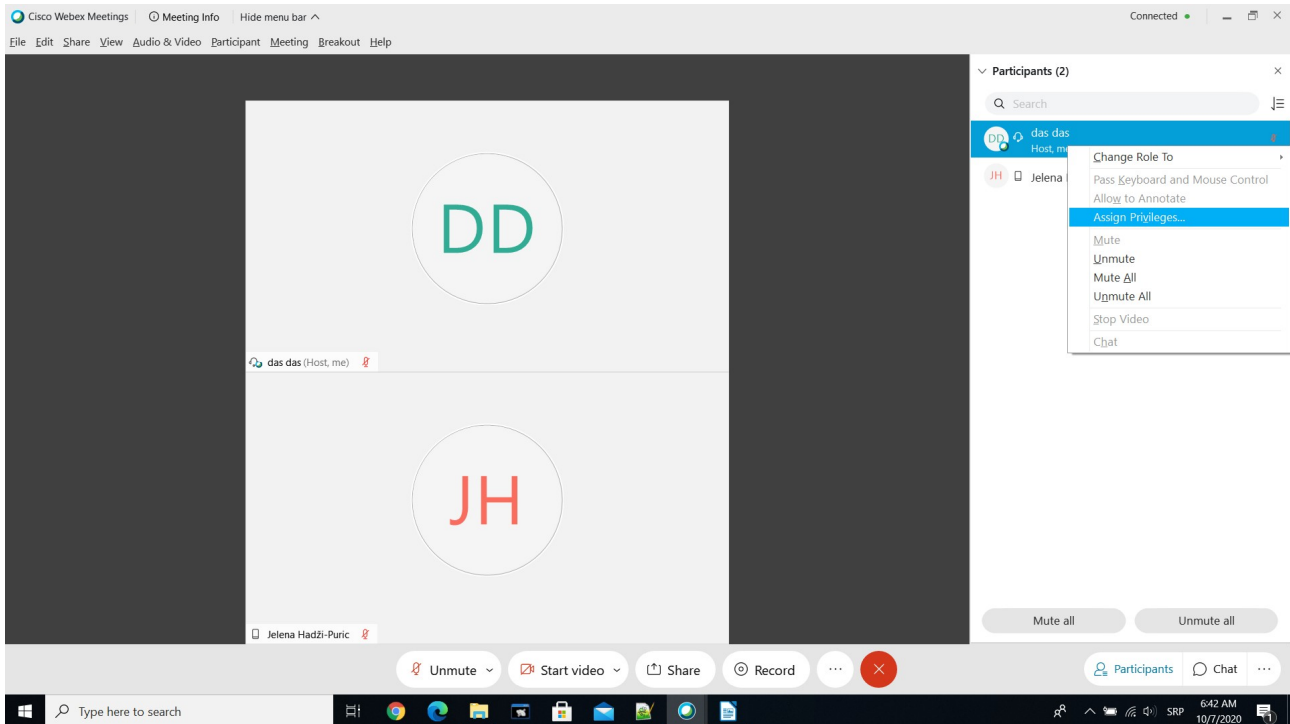 Cisco Webex Meetings Meeting Info Hide menu bar Connected
File Edit Share View Audio & Video Participant Meeting Breakout Help
Participants (2)
Search
DD das das
Host, me
JH Jelena
Change Role To
Pass Keyboard and Mouse Control
Allow to Annotate
Assign Privileges...
Mute
Unmute
Mute All
Unmute All
Stop Video
Chat
DD
das das (Host, me)
JH
Jelena Hadži-Puric
Mute all Unmute all
Unmute Start video Share Record Participants Chat
Type here to search SRP 6:42 AM
10/7/2020